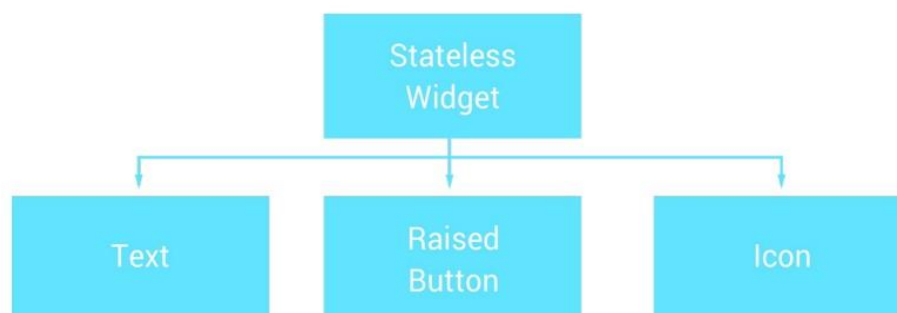 Stateless
Widget
Text
Raised
Button
Icon